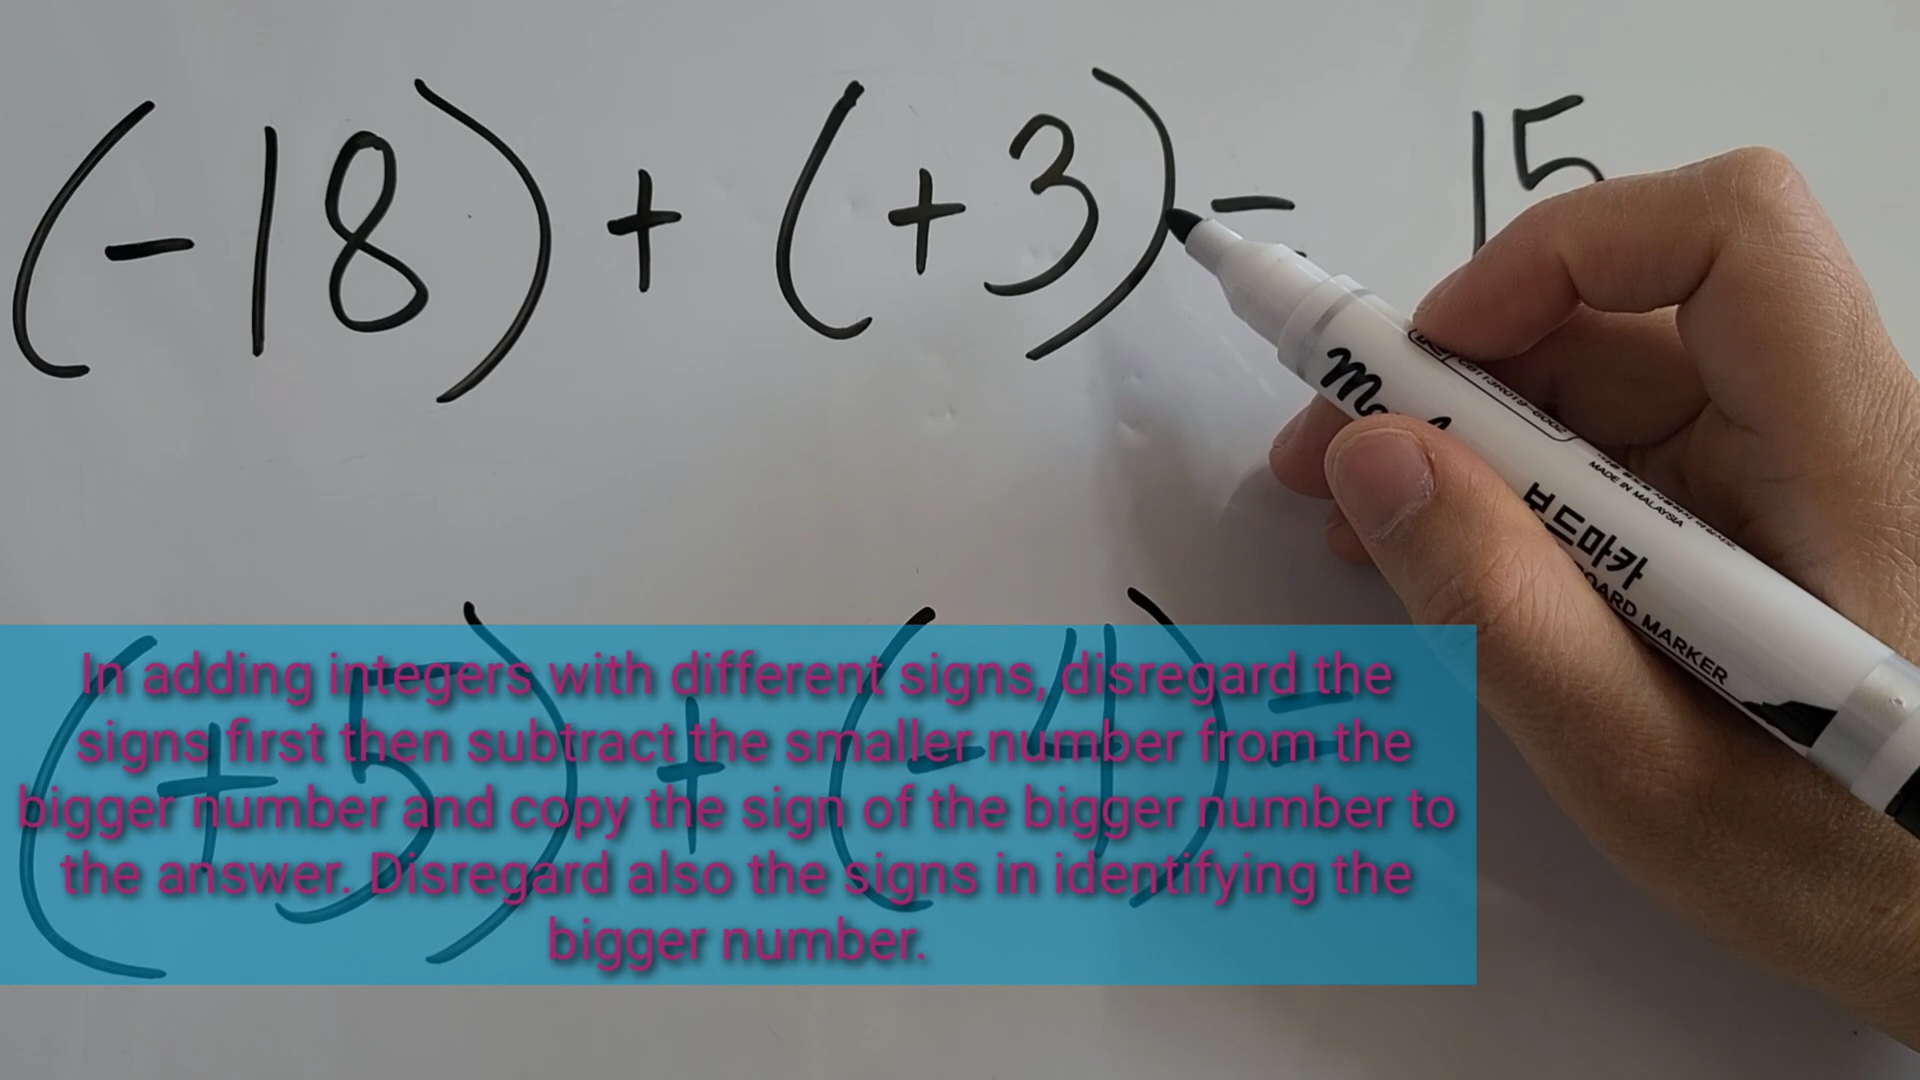 (-18) + (+3) = 15
(+5) + (-4) =
In adding integers with different signs, disregard the
signs first then subtract the smaller number from the
bigger number and copy the sign of the bigger number to
the answer. Disregard also the signs in identifying the
bigger number.
MADE IN MALAYSIA
보드마카
BOARD MARKER